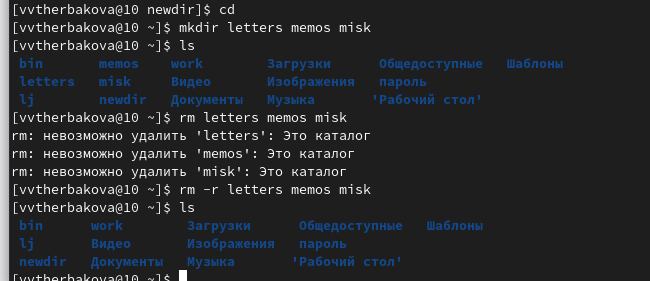 [vvtherbakova@10 newdir]$ cd
[vvtherbakova@10 ~]$ mkdir letters memos misk
[vvtherbakova@10 ~]$ ls
bin memos work Загрузки Общедоступные Шаблоны
letters misk Видео Изображения пароль
lj newdir Документы Музыка 'Рабочий стол'
[vvtherbakova@10 ~]$ rm letters memos misk
rm: невозможно удалить 'letters': Это каталог
rm: невозможно удалить 'memos': Это каталог
rm: невозможно удалить 'misk': Это каталог
[vvtherbakova@10 ~]$ rm -r letters memos misk
[vvtherbakova@10 ~]$ ls
bin work Загрузки Общедоступные Шаблоны
lj Видео Изображения пароль
newdir Документы Музыка 'Рабочий стол'
[vvtherbakova@10 ~]$